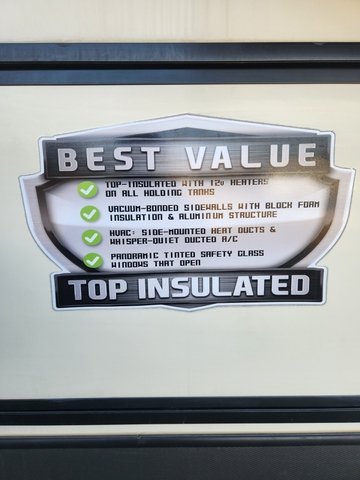 BEST VALUE
TOP-INSULATED WITH 12v HEATERS
ON ALL HOLDING TANKS
VACUUM-BONDED SIDEWALLS WITH BLOCK FOAM
INSULATION & ALUMINUM STRUCTURE
HVAC: SIDE-MOUNTED HEAT DUCTS &
WHISPER-QUIET DUCTED A/C
PANORAMIC TINTED SAFETY GLASS
WINDOWS THAT OPEN
TOP INSULATED